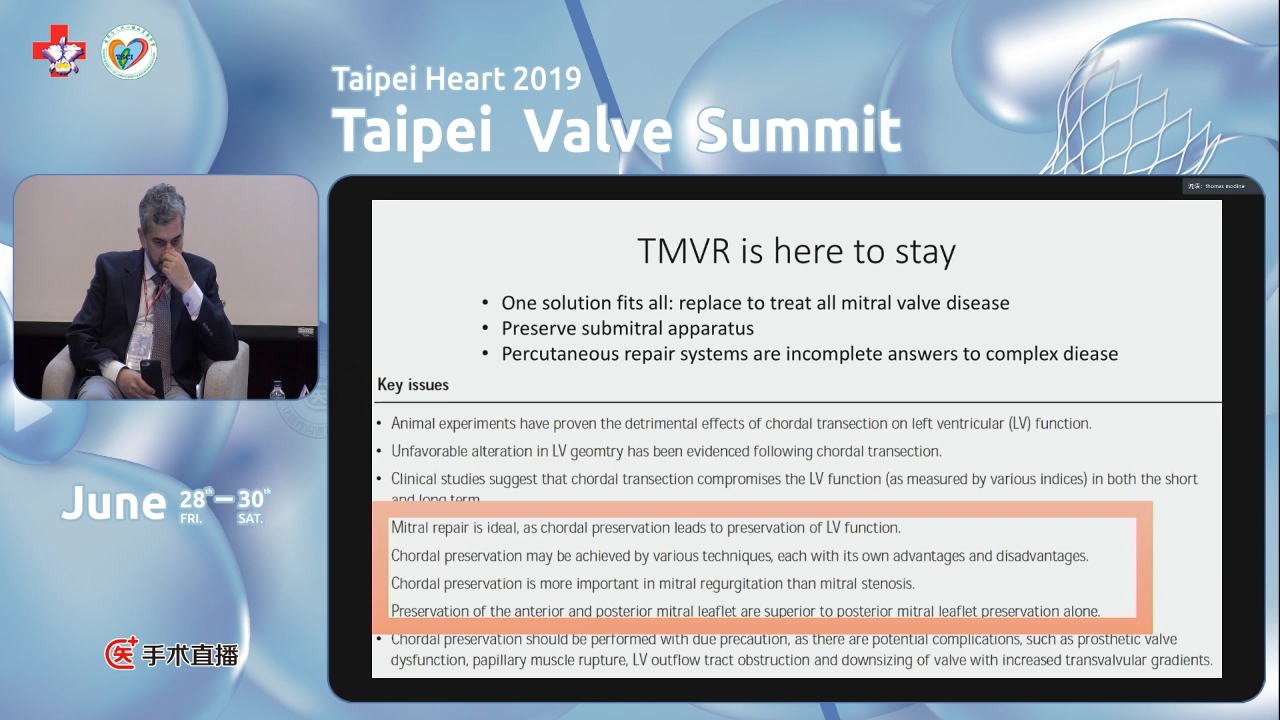 Taipei Heart 2019
Taipei Valve Summit
TSCI
thomas modine
TMVR is here to stay
• One solution fits all: replace to treat all mitral valve disease
• Preserve submitral apparatus
• Percutaneous repair systems are incomplete answers to complex diease
Key issues
• Animal experiments have proven the detrimental effects of chordal transection on left ventricular (LV) function.
• Unfavorable alteration in LV geomtry has been evidenced following chordal transection.
• Clinical studies suggest that chordal transection compromises the LV function (as measured by various indices) in both the short
and long term
Mitral repair is ideal, as chordal preservation leads to preservation of LV function.
Chordal preservation may be achieved by various techniques, each with its own advantages and disadvantages.
Chordal preservation is more important in mitral regurgitation than mitral stenosis.
Preservation of the anterior and posterior mitral leaflet are superior to posterior mitral leaflet preservation alone.
• Chordal preservation should be performed with due precaution, as there are potential complications, such as prosthetic valve
dysfunction, papillary muscle rupture, LV outflow tract obstruction and downsizing of valve with increased transvalvular gradients.
June 28th–30th
FRI. SAT.
医 手术直播